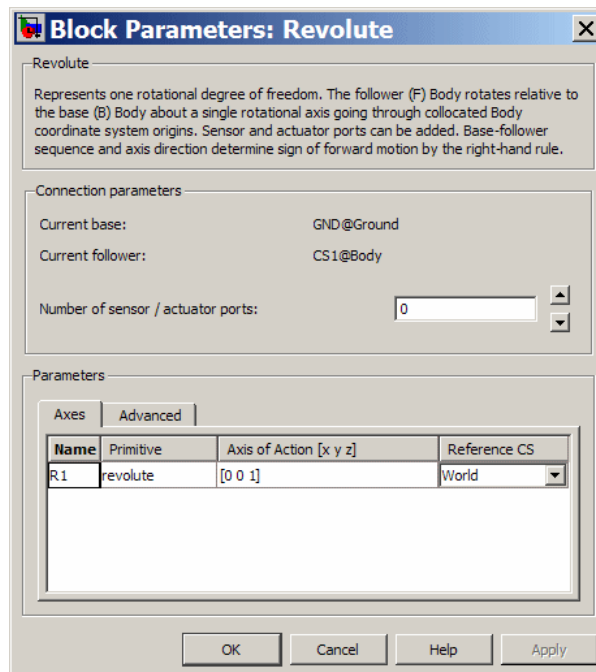 Block Parameters: Revolute
Revolute
Represents one rotational degree of freedom. The follower (F) Body rotates relative to
the base (B) Body about a single rotational axis going through collocated Body
coordinate system origins. Sensor and actuator ports can be added. Base-follower
sequence and axis direction determine sign of forward motion by the right-hand rule.
Connection parameters
Current base: GND@Ground
Current follower: CS1@Body
Number of sensor / actuator ports: 0
Parameters
Axes Advanced
Name Primitive Axis of Action [x y z] Reference CS
R1 revolute [0 0 1] World
OK Cancel Help Apply